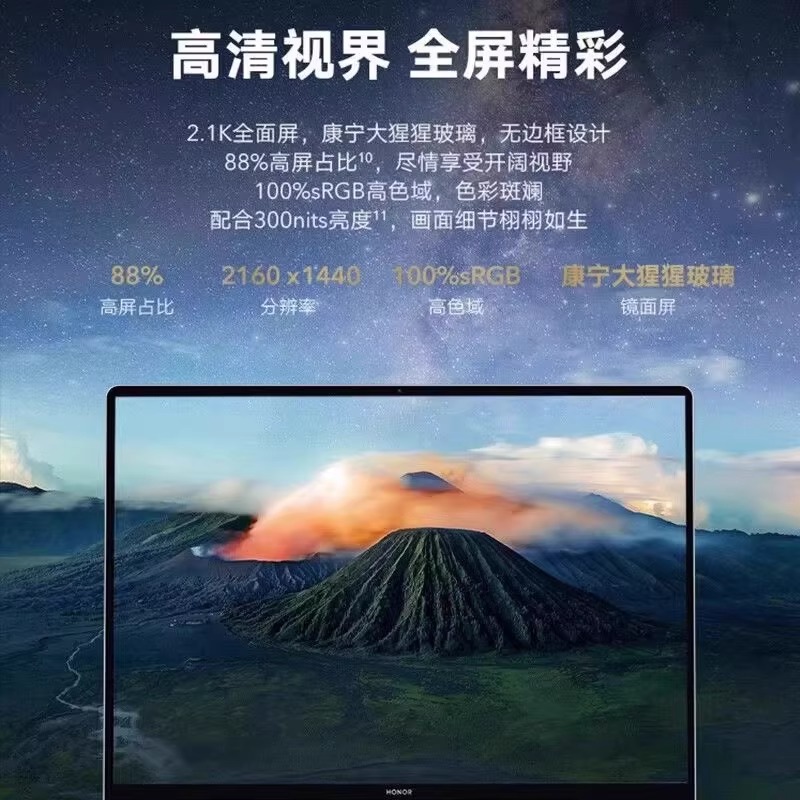 高清视界 全屏精彩
2.1K全面屏，康宁大猩猩玻璃，无边框设计
88%高屏占比¹⁰，尽情享受开阔视野
100%sRGB高色域，色彩斑斓
配合300nits亮度¹¹，画面细节栩栩如生
88% 2160 x1440 100%sRGB 康宁大猩猩玻璃
高屏占比 分辨率 高色域 镜面屏
HONOR